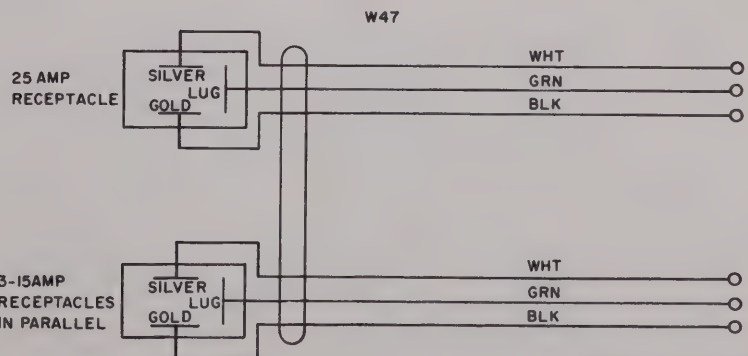 W47
25 AMP
RECEPTACLE
SILVER
LUG
GOLD
WHT
GRN
BLK
3-15AMP
RECEPTACLES
IN PARALLEL
SILVER
LUG
GOLD
WHT
GRN
BLK